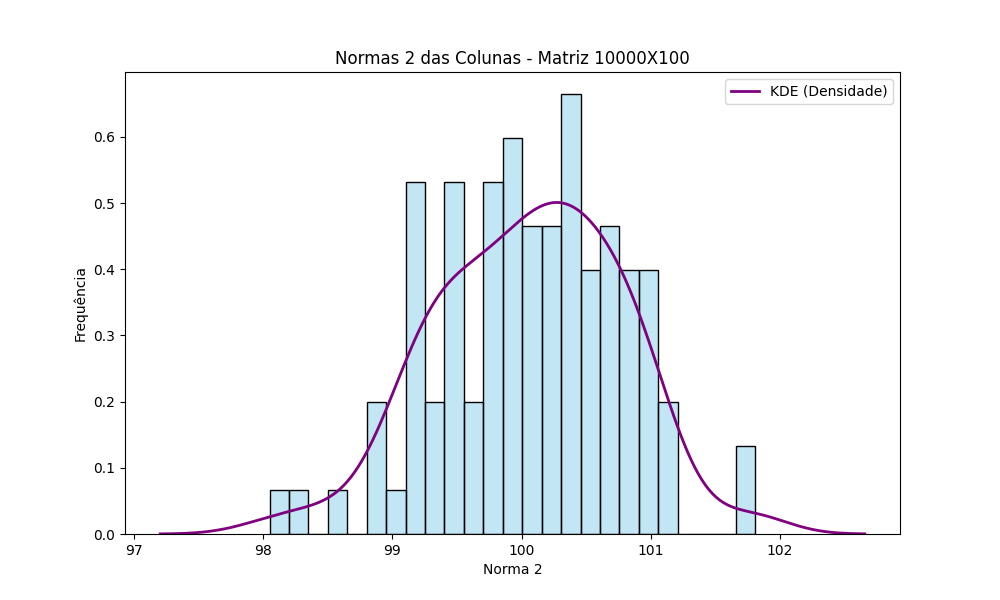 Normas 2 das Colunas - Matriz 10000X100
KDE (Densidade)
Frequência
0.6
0.5
0.4
0.3
0.2
0.1
0.0
97 98 99 100 101 102
Norma 2